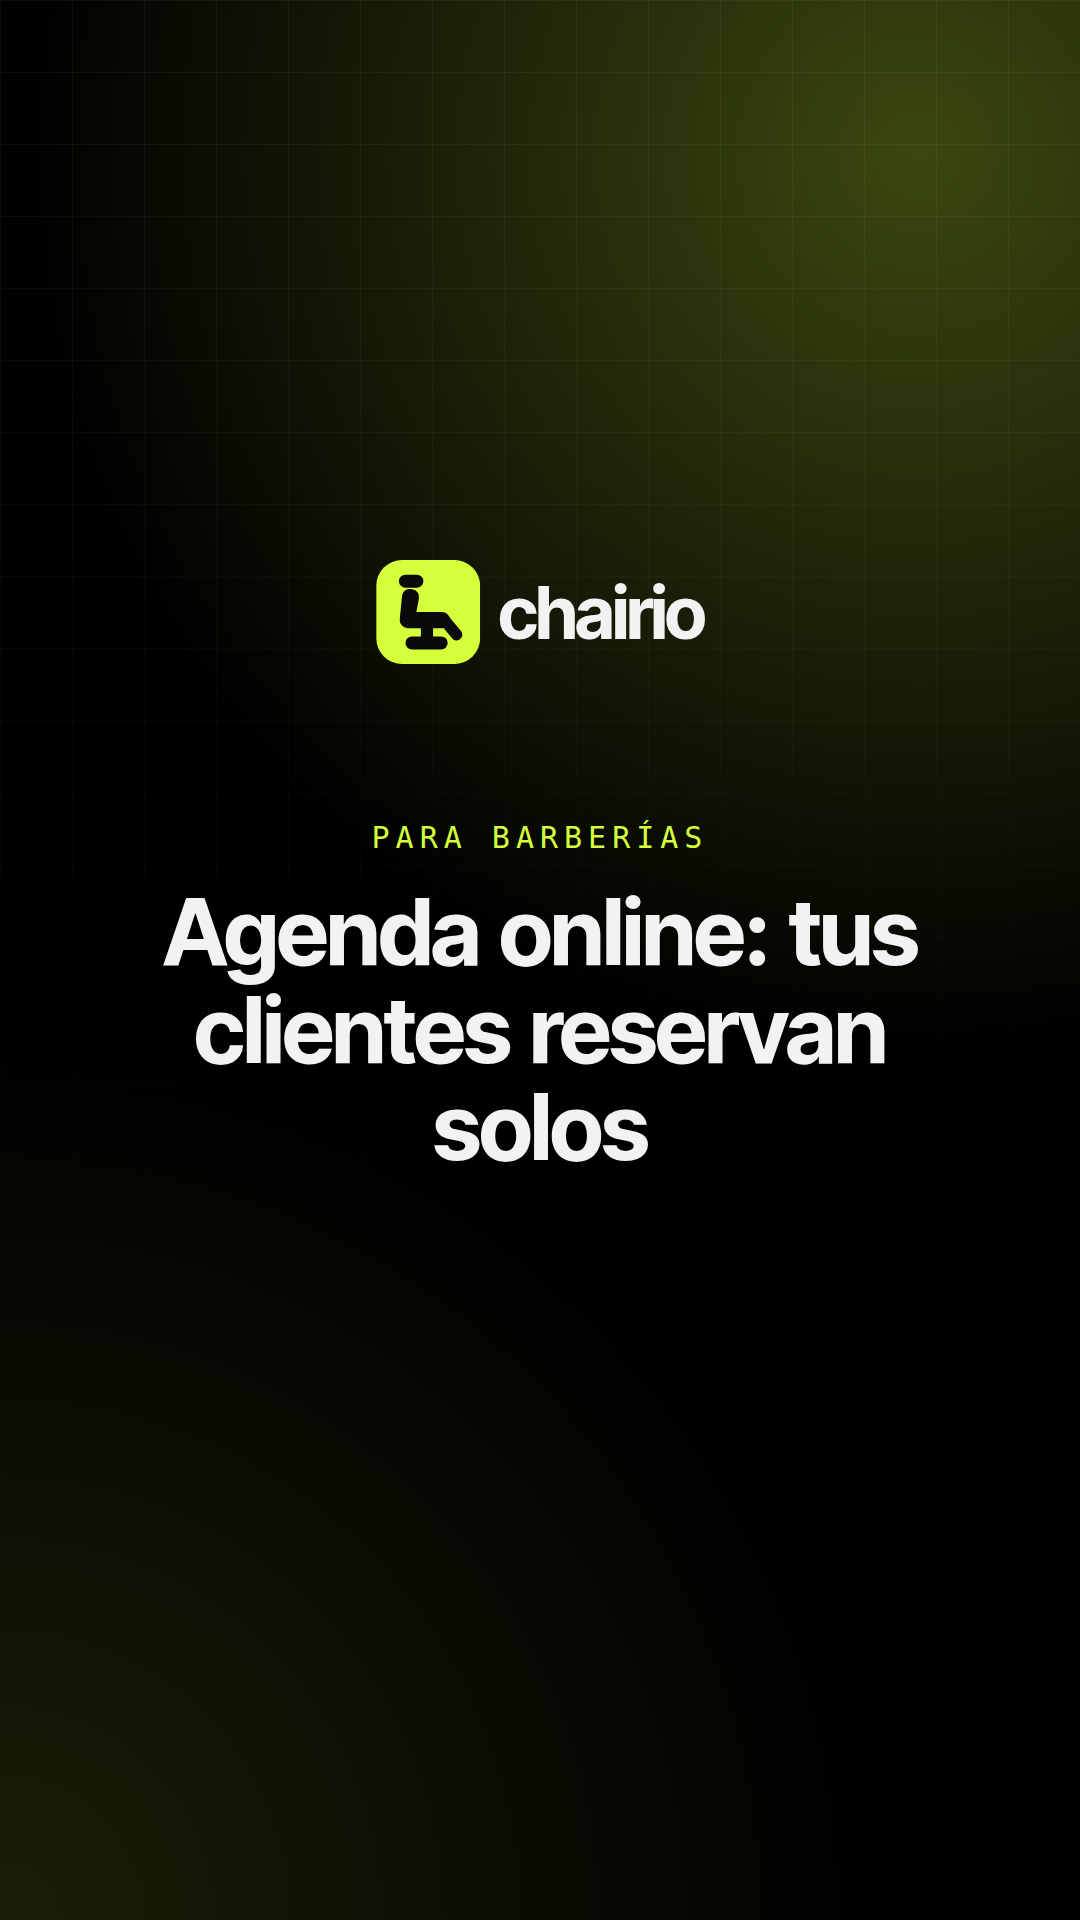 chairio
PARA BARBERÍAS
Agenda online: tus
clientes reservan
solos